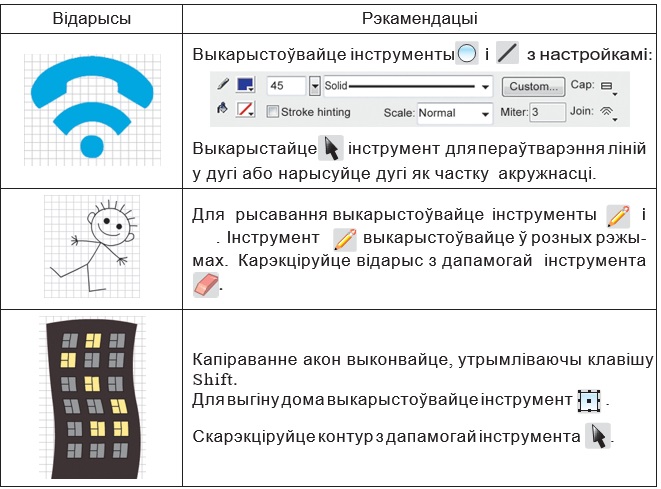 Відарысы
Рэкамендацыі
Выкарыстоўвайце інструменты і з настройкамі:
45 Solid Custom... Cap:
Stroke hinting Scale: Normal Miter: 3 Join:
Выкарыстайце інструмент для пераўтварэння ліній
у дугі або нарысуйце дугі як частку акружнасці.
Для рысавання выкарыстоўвайце інструменты і
. Інструмент выкарыстоўвайце ў розных рэжы-
мах. Карэкціруйце відарыс з дапамогай інструмента
.
Капіраванне акон выконвайце, утрымліваючы клавішу
Shift.
Для выгіну дома выкарыстоўвайце інструмент .
Скарэкціруйце контур з дапамогай інструмента .